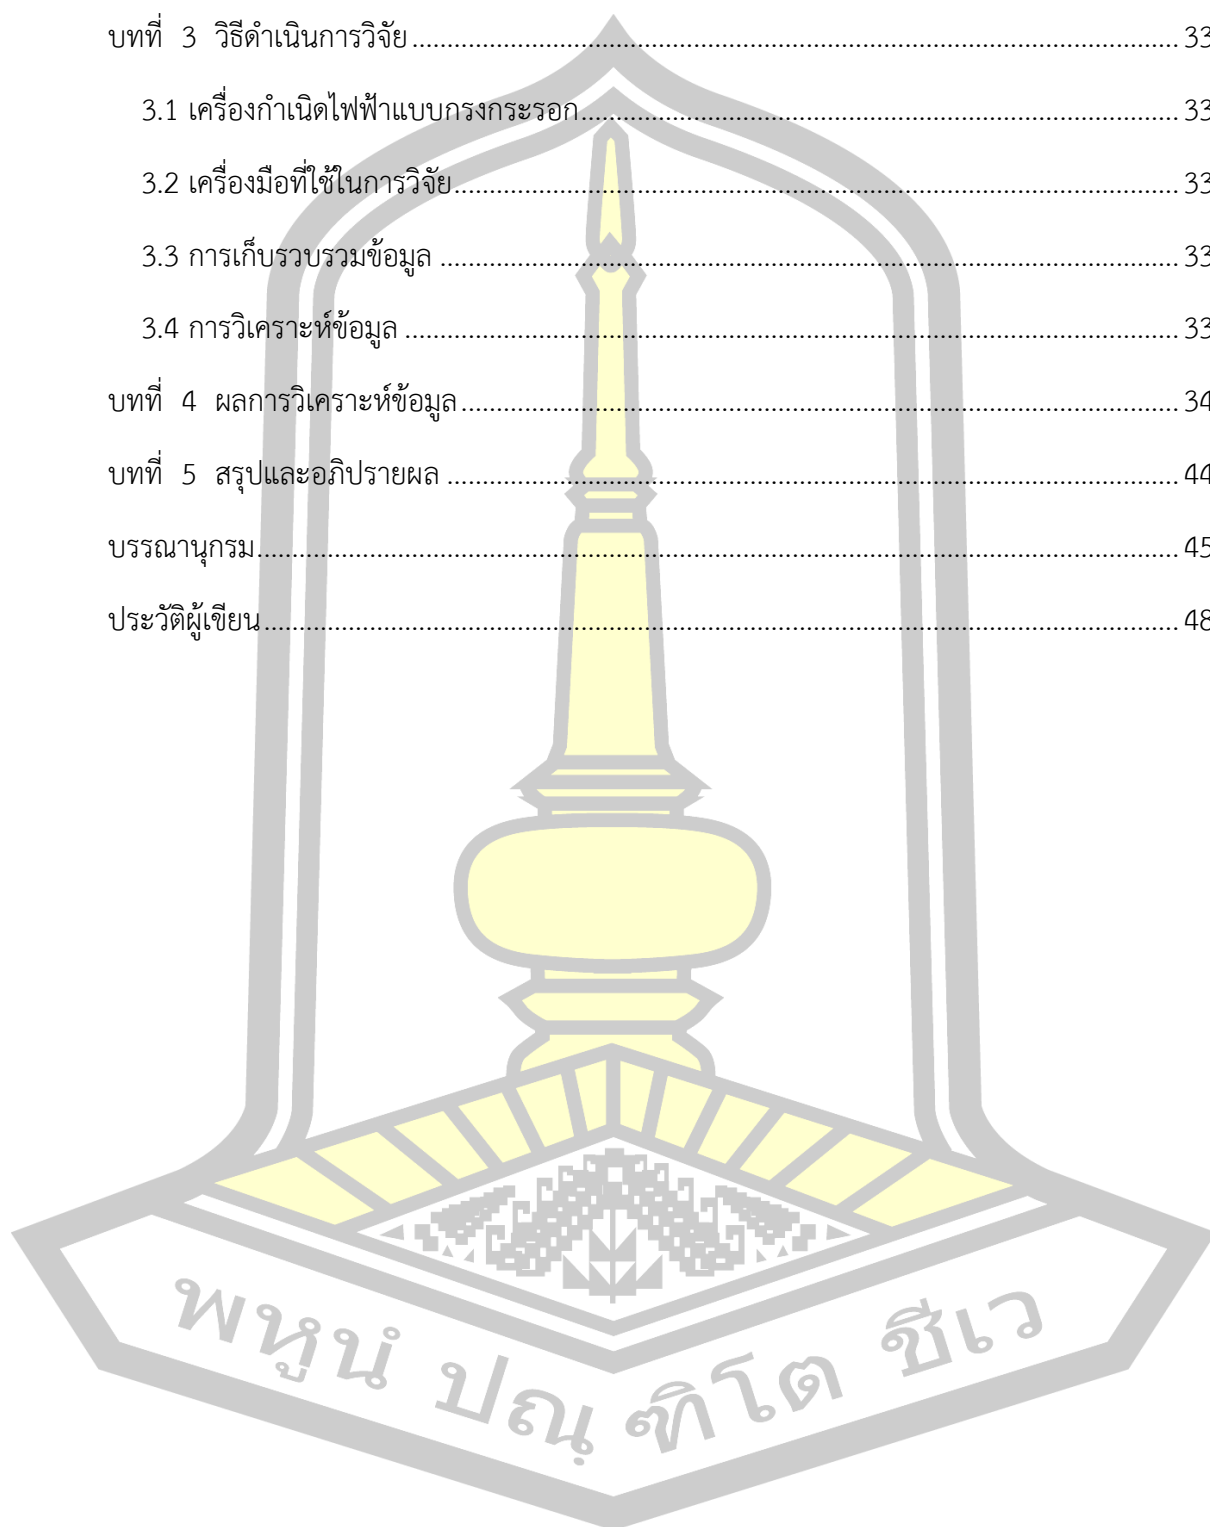 บทที่ 3 วิธีดำเนินการวิจัย.......................................................................................................... 33
3.1 เครื่องกำเนิดไฟฟ้าแบบกรงกระรอก.................................................................................. 33
3.2 เครื่องมือที่ใช้ในการวิจัย.................................................................................................... 33
3.3 การเก็บรวบรวมข้อมูล ...................................................................................................... 33
3.4 การวิเคราะห์ข้อมูล ........................................................................................................... 33
บทที่ 4 ผลการวิเคราะห์ข้อมูล................................................................................................... 34
บทที่ 5 สรุปและอภิปรายผล ..................................................................................................... 44
บรรณานุกรม............................................................................................................................... 45
ประวัติผู้เขียน.............................................................................................................................. 48
พหูนํ ปณฺฑิโต ชีเว